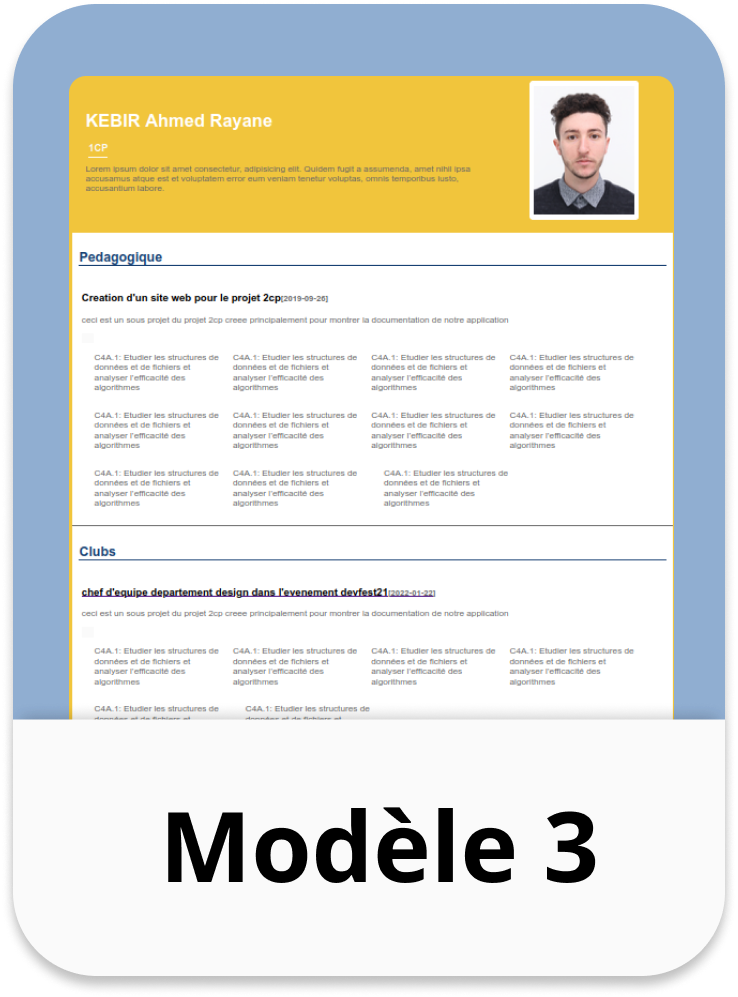 KEBIR Ahmed Rayane
1CP
Lorem ipsum dolor sit amet consectetur, adipisicing elit. Quidem fugit a assumenda, amet nihil ipsa
accusamus atque est et voluptatem error eum veniam tenetur voluptas, omnis temporibus iusto,
accusantium labore.
Pedagogique
Creation d'un site web pour le projet 2cp[2019-09-26]
ceci est un sous projet du projet 2cp creee principalement pour montrer la documentation de notre application
C4A.1: Etudier les structures de C4A.1: Etudier les structures de C4A.1: Etudier les structures de C4A.1: Etudier les structures de
données et de fichiers et données et de fichiers et données et de fichiers et données et de fichiers et
analyser l'efficacité des analyser l'efficacité des analyser l'efficacité des analyser l'efficacité des
algorithmes algorithmes algorithmes algorithmes
C4A.1: Etudier les structures de C4A.1: Etudier les structures de C4A.1: Etudier les structures de C4A.1: Etudier les structures de
données et de fichiers et données et de fichiers et données et de fichiers et données et de fichiers et
analyser l'efficacité des analyser l'efficacité des analyser l'efficacité des analyser l'efficacité des
algorithmes algorithmes algorithmes algorithmes
C4A.1: Etudier les structures de C4A.1: Etudier les structures de C4A.1: Etudier les structures de
données et de fichiers et données et de fichiers et données et de fichiers et
analyser l'efficacité des analyser l'efficacité des analyser l'efficacité des
algorithmes algorithmes algorithmes
Clubs
chef d'equipe departement design dans l'evenement devfest21[2022-01-22]
ceci est un sous projet du projet 2cp creee principalement pour montrer la documentation de notre application
C4A.1: Etudier les structures de C4A.1: Etudier les structures de C4A.1: Etudier les structures de C4A.1: Etudier les structures de
données et de fichiers et données et de fichiers et données et de fichiers et données et de fichiers et
analyser l'efficacité des analyser l'efficacité des analyser l'efficacité des analyser l'efficacité des
algorithmes algorithmes algorithmes algorithmes
C4A.1: Etudier les structures de C4A.1: Etudier les structures de
données et de fichiers et données et de fichiers et
Modèle 3